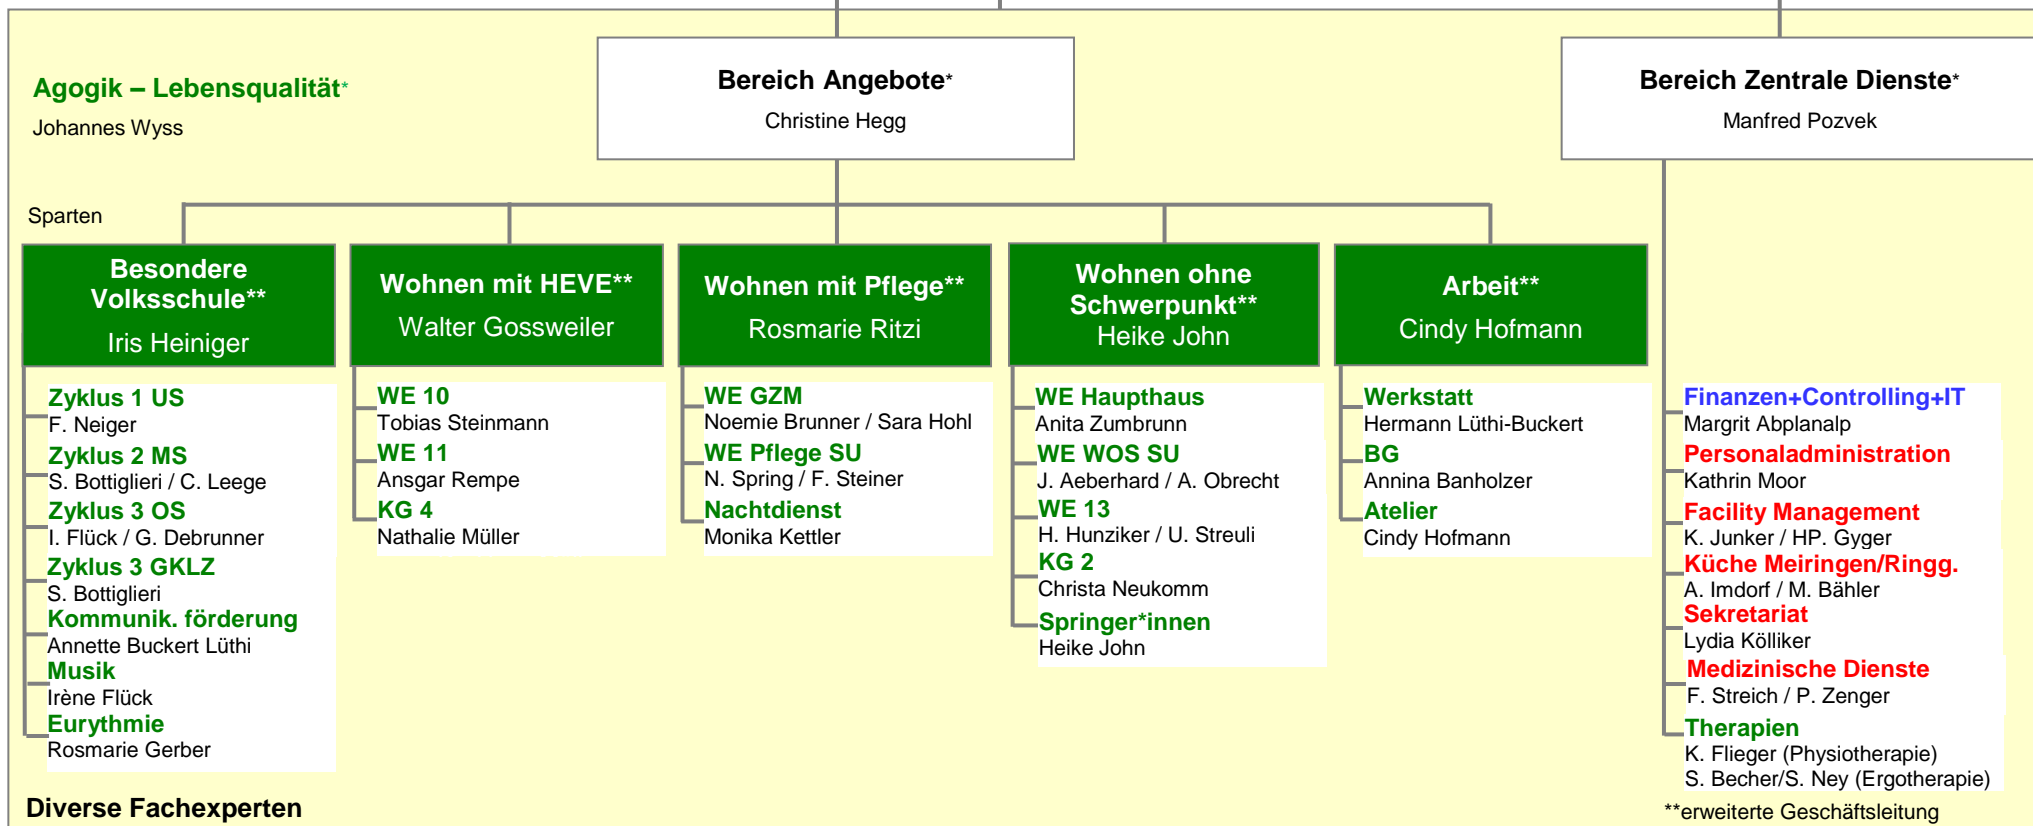 Agogik – Lebensqualität*
Johannes Wyss
Bereich Angebote*
Christine Hegg
Bereich Zentrale Dienste*
Manfred Pozvek
Sparten
Besondere
Volksschule**
Iris Heiniger
Zyklus 1 US
F. Neiger
Zyklus 2 MS
S. Bottiglieri / C. Leege
Zyklus 3 OS
I. Flück / G. Debrunner
Zyklus 3 GKLZ
S. Bottiglieri
Kommunik. förderung
Annette Buckert Lüthi
Musik
Irène Flück
Eurythmie
Rosmarie Gerber
Wohnen mit HEVE**
Walter Gossweiler
WE 10
Tobias Steinmann
WE 11
Ansgar Rempe
KG 4
Nathalie Müller
Wohnen mit Pflege**
Rosmarie Ritzi
WE GZM
Noemie Brunner / Sara Hohl
WE Pflege SU
N. Spring / F. Steiner
Nachtdienst
Monika Kettler
Wohnen ohne
Schwerpunkt**
Heike John
WE Haupthaus
Anita Zumbrunn
WE WOS SU
J. Aeberhard / A. Obrecht
WE 13
H. Hunziker / U. Streuli
KG 2
Christa Neukomm
Springer*innen
Heike John
Arbeit**
Cindy Hofmann
Werkstatt
Hermann Lüthi-Buckert
BG
Annina Banholzer
Atelier
Cindy Hofmann
Finanzen+Controlling+IT
Margrit Abplanalp
Personaladministration
Kathrin Moor
Facility Management
K. Junker / HP. Gyger
Küche Meiringen/Ringg.
A. Imdorf / M. Bähler
Sekretariat
Lydia Kölliker
Medizinische Dienste
F. Streich / P. Zenger
Therapien
K. Flieger (Physiotherapie)
S. Becher/S. Ney (Ergotherapie)
Diverse Fachexperten
**erweiterte Geschäftsleitung